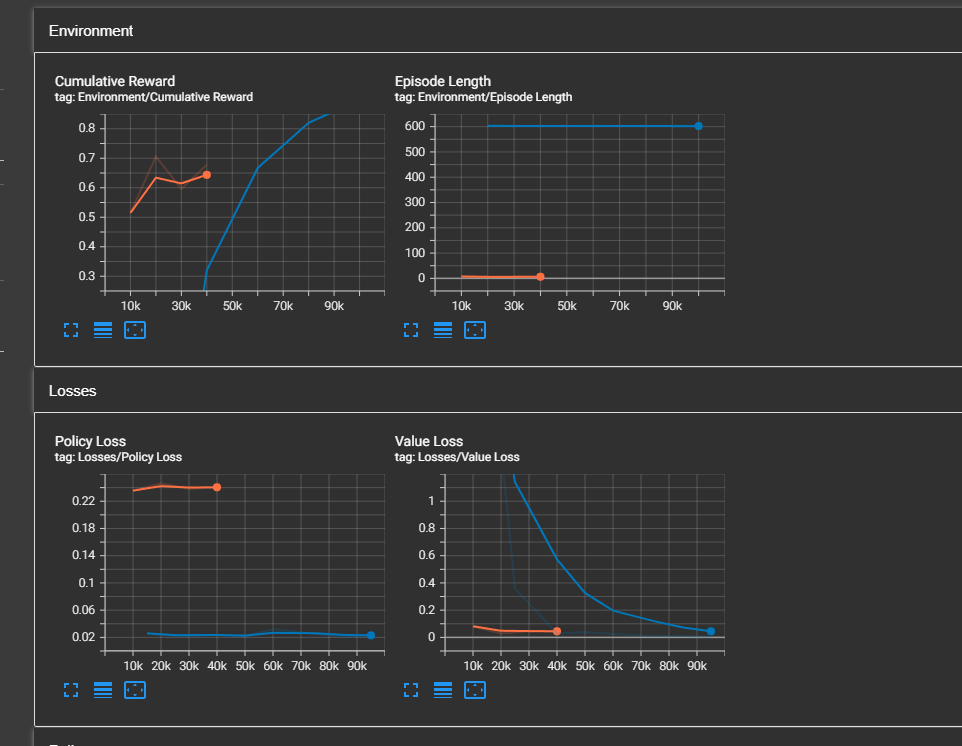 Environment
Cumulative Reward
tag: Environment/Cumulative Reward
0.8
0.7
0.6
0.5
0.4
0.3
10k 30k 50k 70k 90k
Episode Length
tag: Environment/Episode Length
600
500
400
300
200
100
0
10k 30k 50k 70k 90k
Losses
Policy Loss
tag: Losses/Policy Loss
0.22
0.18
0.14
0.1
0.06
0.02
10k 20k 30k 40k 50k 60k 70k 80k 90k
Value Loss
tag: Losses/Value Loss
1
0.8
0.6
0.4
0.2
0
10k 20k 30k 40k 50k 60k 70k 80k 90k